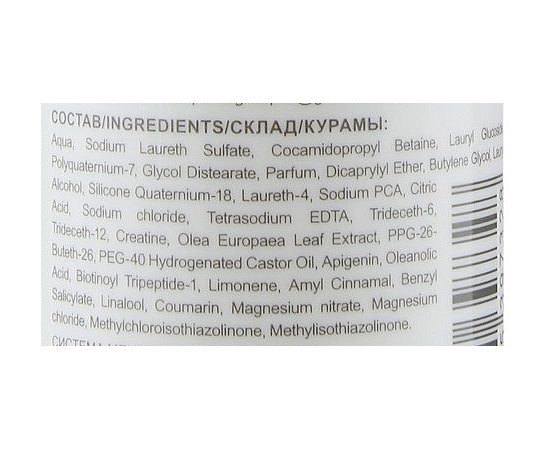 СОСТАВ/INGREDIENTS/СКЛАД/КУРАМЫ:
Aqua, Sodium Laureth Sulfate, Cocamidopropyl Betaine, Lauryl
Polyquaternium-7, Glycol Distearate, Parfum, Dicaprylyl Ether, Butylene Glycol,
Alcohol, Silicone Quaternium-18, Laureth-4, Sodium PCA, Citric
Acid, Sodium chloride, Tetrasodium EDTA, Trideceth-6,
Trideceth-12, Creatine, Olea Europaea Leaf Extract, PPG-26-
Buteth-26, PEG-40 Hydrogenated Castor Oil, Apigenin, Oleanolic
Acid, Biotinoyl Tripeptide-1, Limonene, Amyl Cinnamal, Benzyl
Salicylate, Linalool, Coumarin, Magnesium nitrate, Magnesium
chloride, Methylchloroisothiazolinone, Methylisothiazolinone.